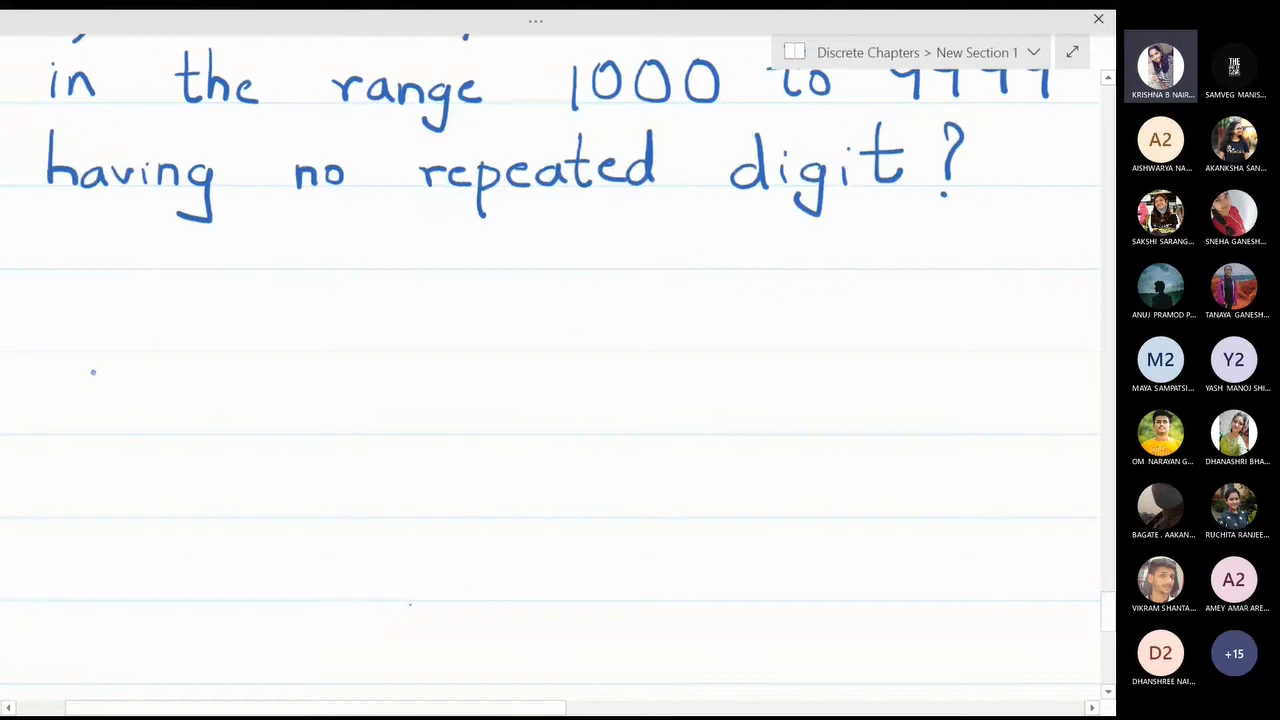 Discrete Chapters > New Section 1
in the range 1000 to 9999
having no repeated digit ?
KRISHNA B NAIR...
SAMVEG MANIS...
A2
AISHWARYA NA...
AKANKSHA SAN...
SAKSHI SARANG...
SNEHA GANESH...
ANUJ PRAMOD P...
TANAYA GANESH...
M2
Y2
MAYA SAMPATSI...
YASH MANOJ SHI...
OM NARAYAN G...
DHANASHRI BHA...
BAGATE . AAKAN...
RUCHITA RANJEE...
A2
VIKRAM SHANTA...
AMEY AMAR ARE...
D2
+15
DHANSHREE NAI...